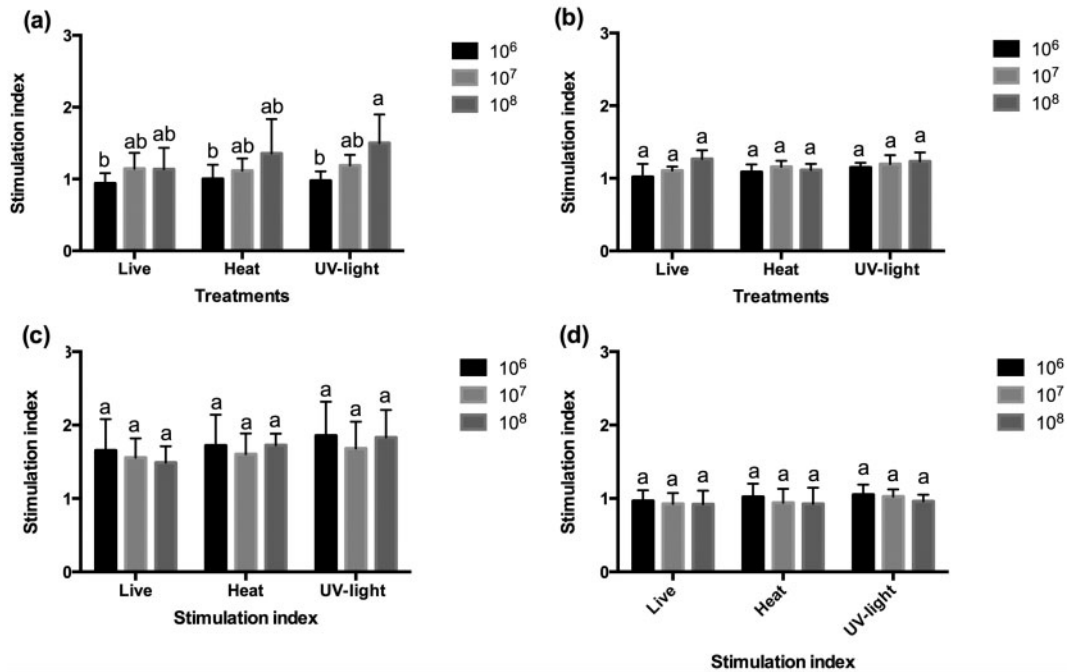 (a)
3
2
1
0
Stimulation index
b ab ab b ab ab b ab a
Live Heat UV-light
Treatments
10⁶
10⁷
10⁸
(b)
3
2
1
0
Stimulation index
a a a a a a a a a
Live Heat UV-light
Treatments
10⁶
10⁷
10⁸
(c)
3
2
1
0
Stimulation index
a a a a a a a a a
Live Heat UV-light
Stimulation index
10⁶
10⁷
10⁸
(d)
3
2
1
0
Stimulation index
a a a a a a a a a
Live Heat UV-light
Stimulation index
10⁶
10⁷
10⁸